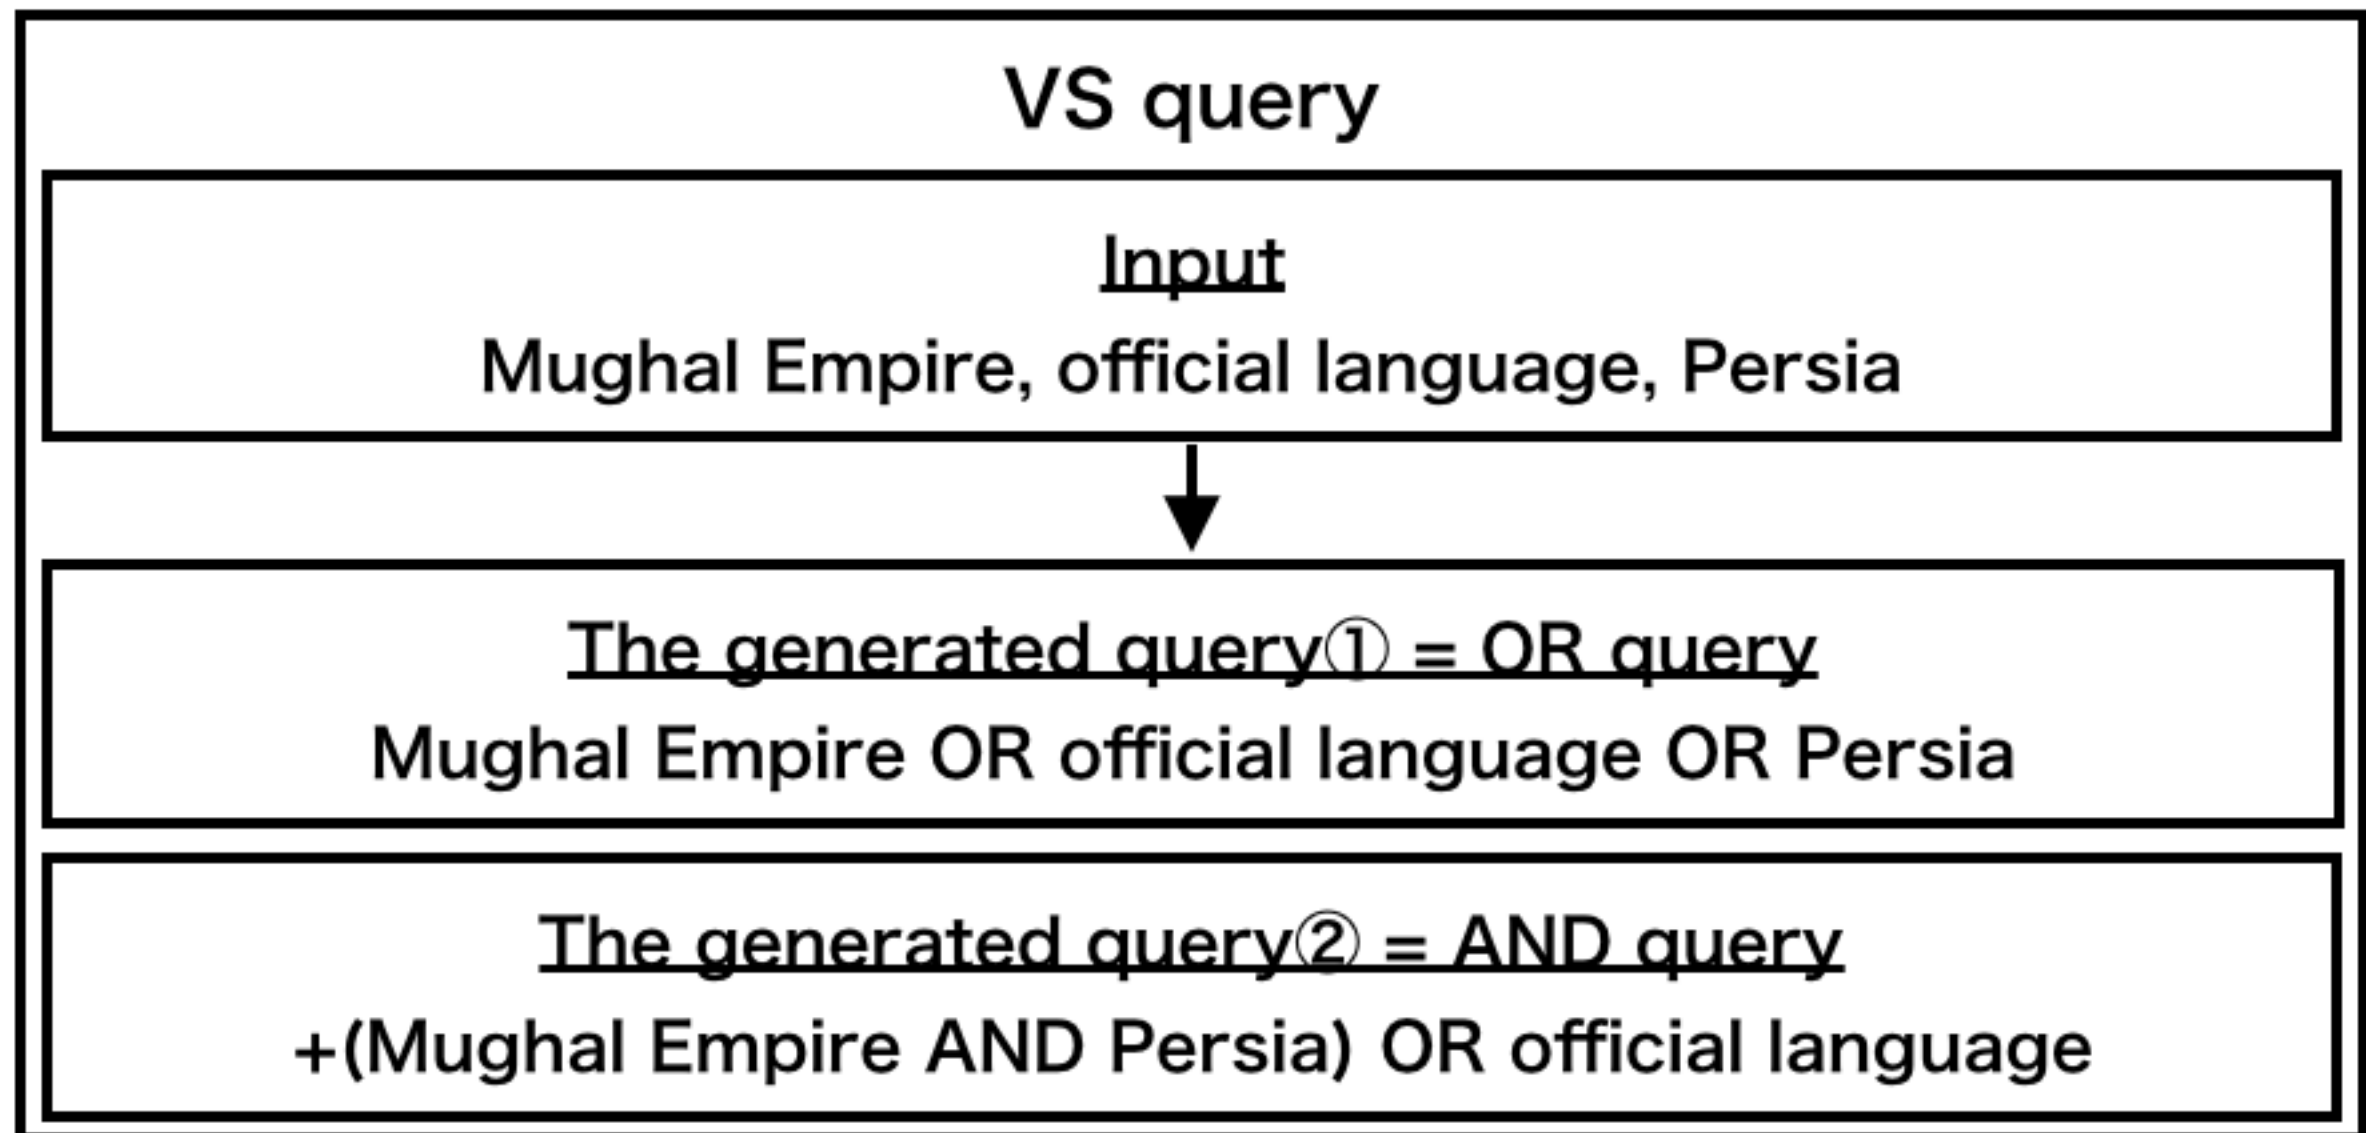 VS query
Input
Mughal Empire, official language, Persia
The generated query① = OR query
Mughal Empire OR official language OR Persia
The generated query② = AND query
+(Mughal Empire AND Persia) OR official language